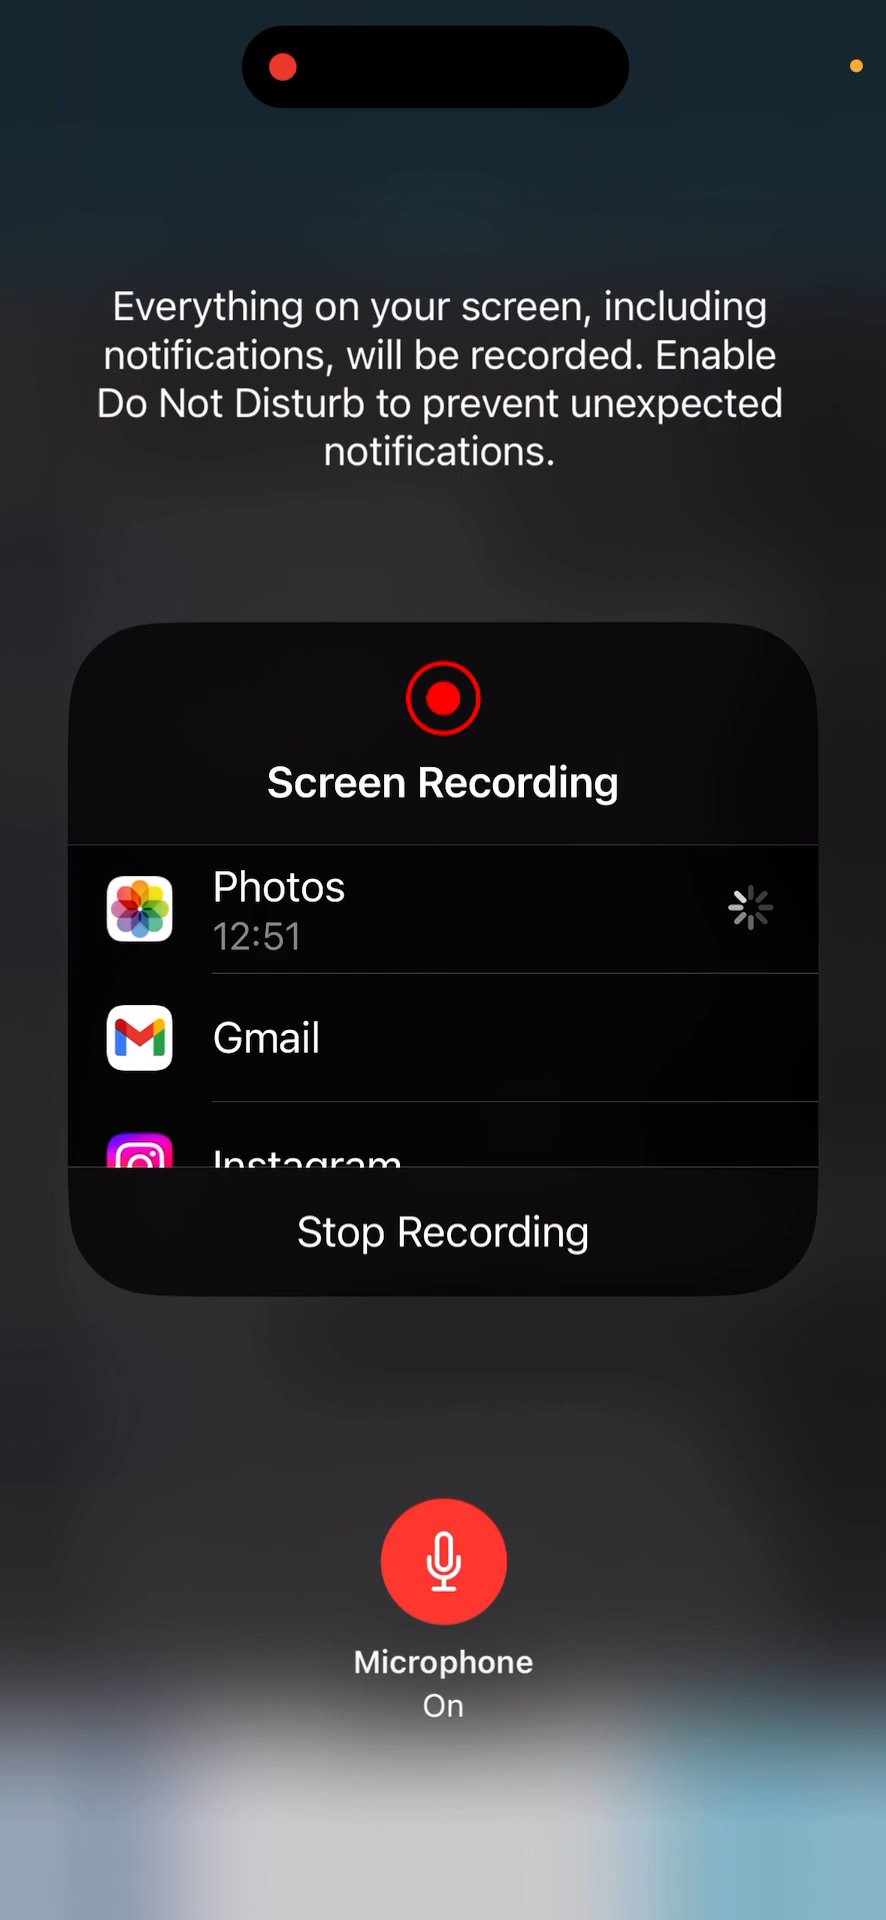 Everything on your screen, including
notifications, will be recorded. Enable
Do Not Disturb to prevent unexpected
notifications.
Screen Recording
Photos
12:51
Gmail
Instagram
Stop Recording
Microphone
On